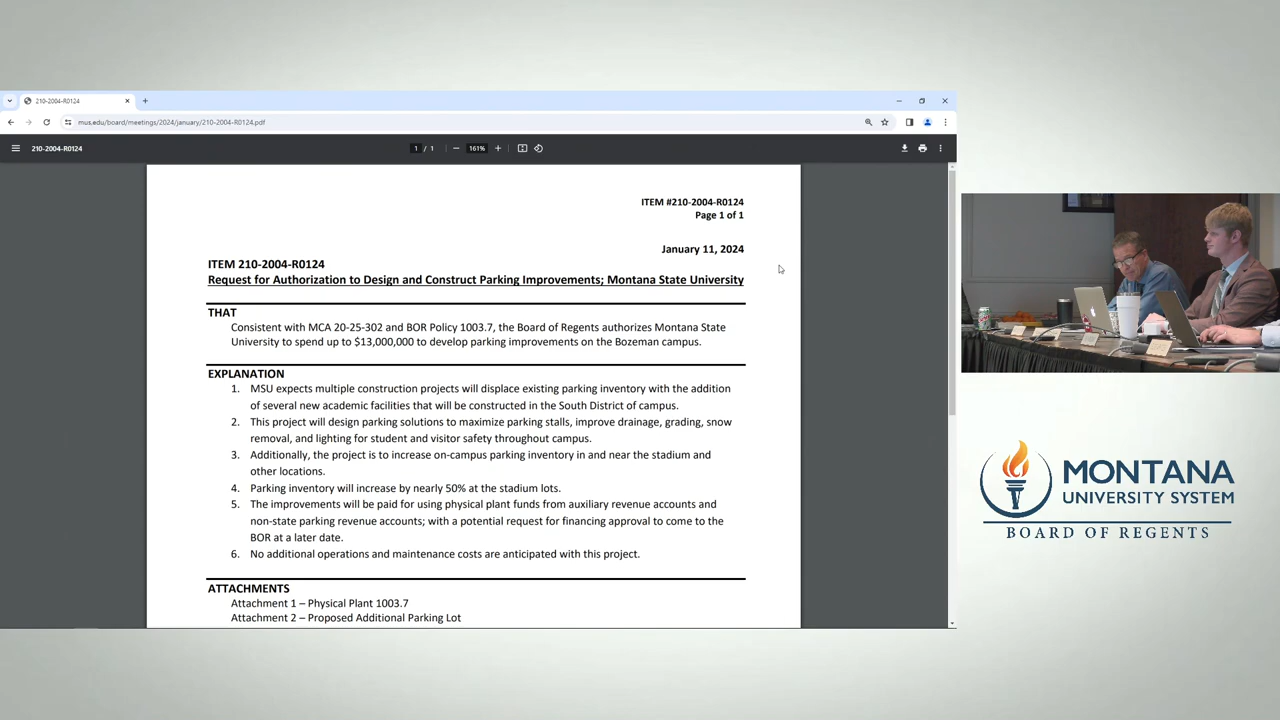 210-2004-R0124
mus.edu/board/meetings/2024/january/210-2004-R0124.pdf
210-2004-R0124
1 / 1
161%
ITEM #210-2004-R0124
Page 1 of 1
January 11, 2024
ITEM 210-2004-R0124
Request for Authorization to Design and Construct Parking Improvements; Montana State University
THAT
Consistent with MCA 20-25-302 and BOR Policy 1003.7, the Board of Regents authorizes Montana State
University to spend up to $13,000,000 to develop parking improvements on the Bozeman campus.
EXPLANATION
1. MSU expects multiple construction projects will displace existing parking inventory with the addition
of several new academic facilities that will be constructed in the South District of campus.
2. This project will design parking solutions to maximize parking stalls, improve drainage, grading, snow
removal, and lighting for student and visitor safety throughout campus.
3. Additionally, the project is to increase on-campus parking inventory in and near the stadium and
other locations.
4. Parking inventory will increase by nearly 50% at the stadium lots.
5. The improvements will be paid for using physical plant funds from auxiliary revenue accounts and
non-state parking revenue accounts; with a potential request for financing approval to come to the
BOR at a later date.
6. No additional operations and maintenance costs are anticipated with this project.
ATTACHMENTS
Attachment 1 – Physical Plant 1003.7
Attachment 2 – Proposed Additional Parking Lot
MONTANA
UNIVERSITY SYSTEM
BOARD OF REGENTS